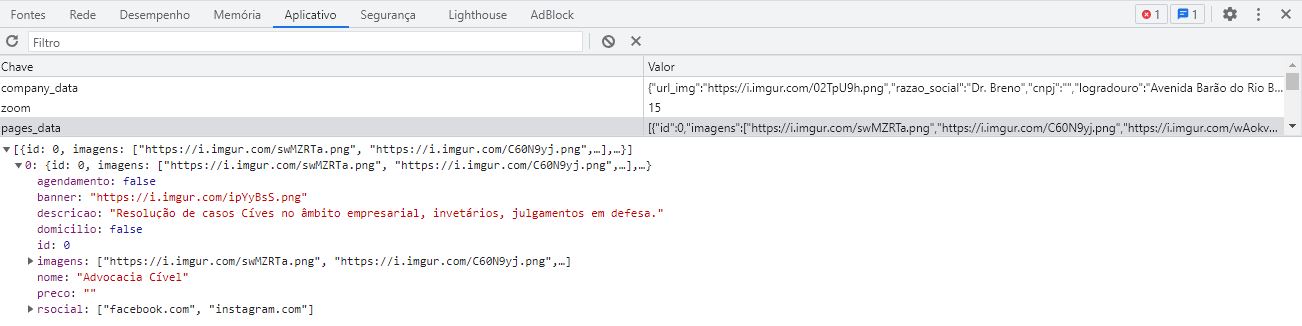 Fontes Rede Desempenho Memória Aplicativo Segurança Lighthouse AdBlock 1 1
Filtro
Chave Valor
company_data {"url_img":"https://i.imgur.com/02TpU9h.png","razao_social":"Dr. Breno","cnpj":"","logradouro":"Avenida Barão do Rio B…
zoom 15
pages_data [{"id":0,"imagens":["https://i.imgur.com/swMZRTa.png","https://i.imgur.com/C60N9yj.png","https://i.imgur.com/wAokv…
[{id: 0, imagens: ["https://i.imgur.com/swMZRTa.png", "https://i.imgur.com/C60N9yj.png",…],…}]
0: {id: 0, imagens: ["https://i.imgur.com/swMZRTa.png", "https://i.imgur.com/C60N9yj.png",…],…}
agendamento: false
banner: "https://i.imgur.com/ipYyBsS.png"
descricao: "Resolução de casos Cíves no âmbito empresarial, invetários, julgamentos em defesa."
domicilio: false
id: 0
imagens: ["https://i.imgur.com/swMZRTa.png", "https://i.imgur.com/C60N9yj.png",…]
nome: "Advocacia Cível"
preco: ""
rsocial: ["facebook.com", "instagram.com"]